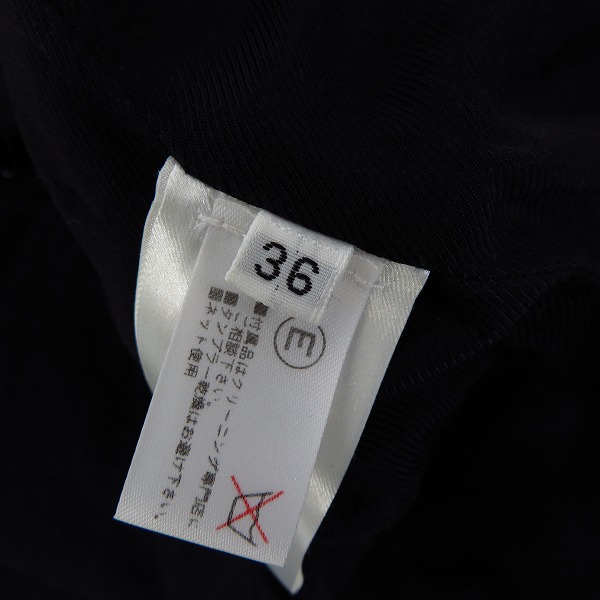 36
E
■付属品はクリーニング専門店に
ご相談下さい。
■タンブラー乾燥はお避け下さい。
■ネット使用